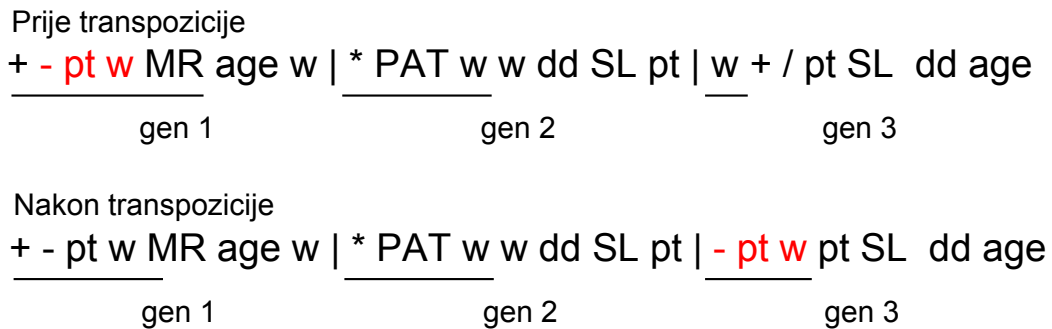 Prije transpozicije
+ - pt w MR age w | * PAT w w dd SL pt | w + / pt SL dd age
gen 1 gen 2 gen 3
Nakon transpozicije
+ - pt w MR age w | * PAT w w dd SL pt | - pt w pt SL dd age
gen 1 gen 2 gen 3